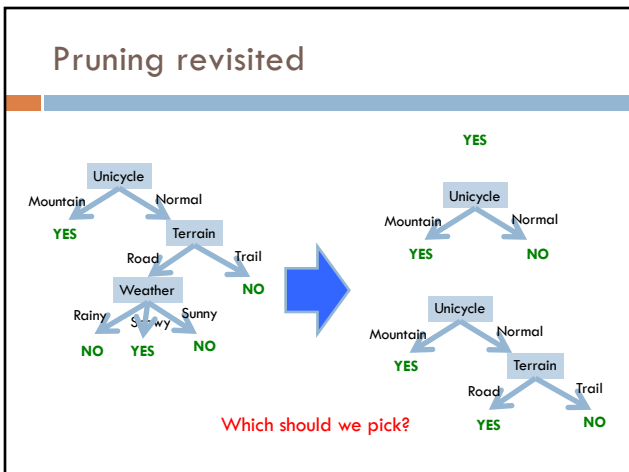 Pruning revisited
Unicycle
Mountain
Normal
YES
Terrain
Road
Trail
NO
Weather
Rainy
Sunny
NO
YES
NO
YES
Unicycle
Mountain
Normal
YES
NO
Unicycle
Mountain
Normal
YES
Terrain
Road
Trail
YES
NO
Which should we pick?